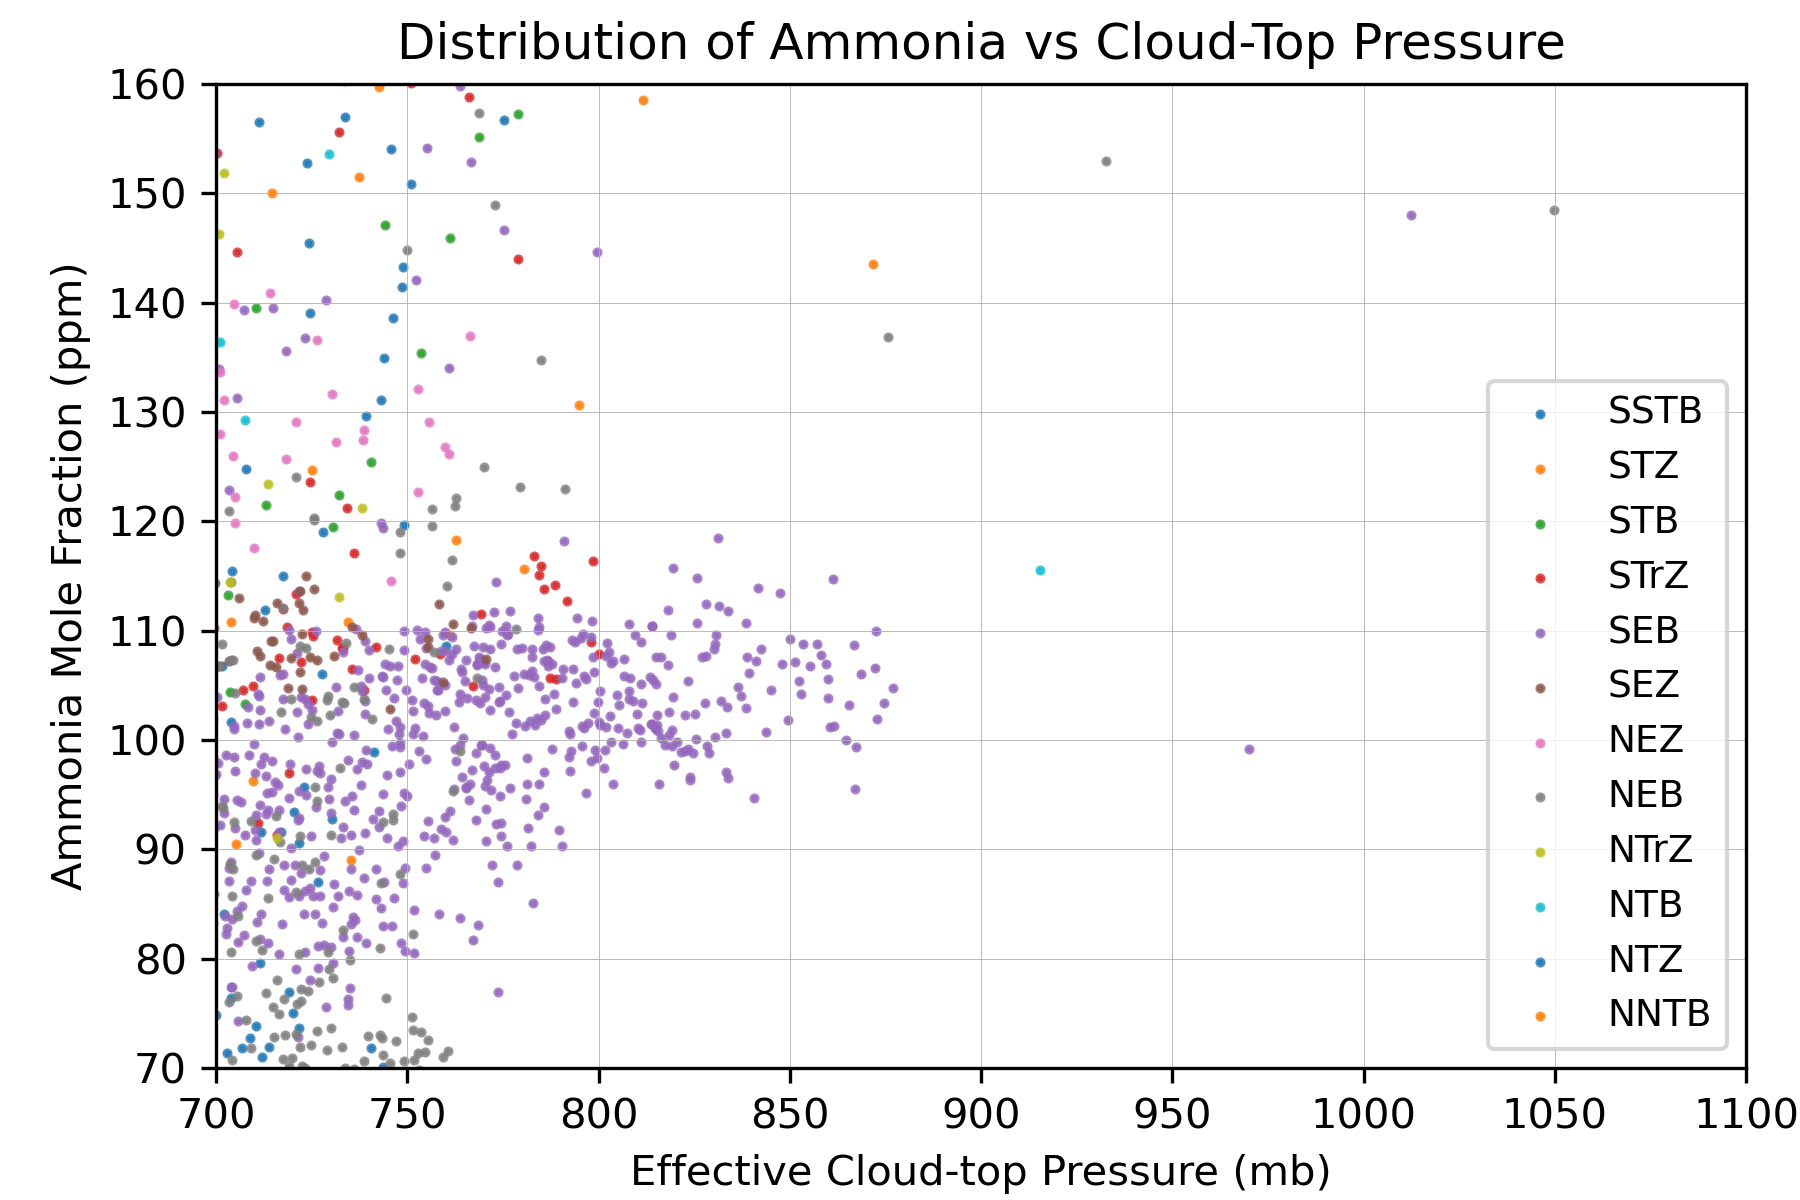 Distribution of Ammonia vs Cloud-Top Pressure
160
150
140
130
120
110
100
90
80
70
Ammonia Mole Fraction (ppm)
SSTB
STZ
STB
STrZ
SEB
SEZ
NEZ
NEB
NTrZ
NTB
NTZ
NNTB
700 750 800 850 900 950 1000 1050 1100
Effective Cloud-top Pressure (mb)